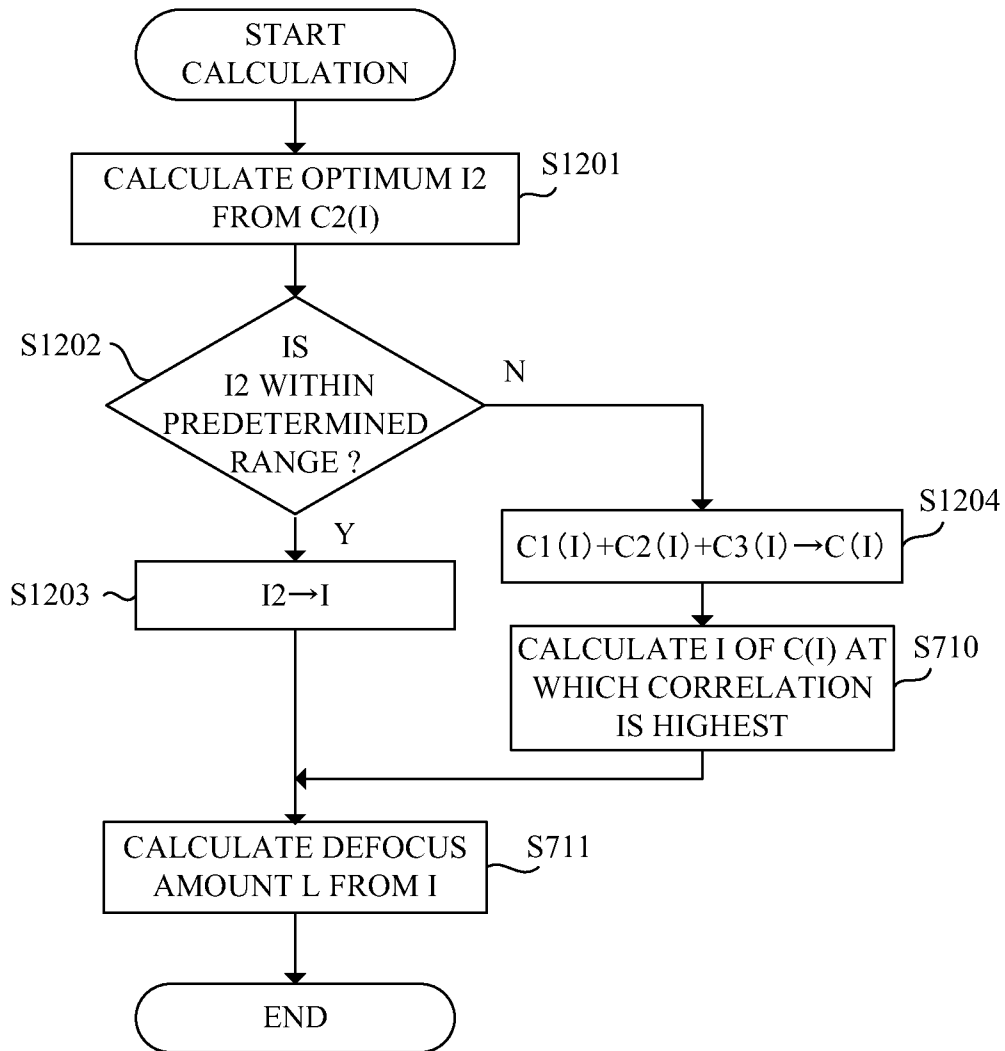 START
CALCULATION
S1201
CALCULATE OPTIMUM I2
FROM C2(I)
S1202
IS
I2 WITHIN
PREDETERMINED
RANGE ?
N
Y
S1204
C1(I)+C2(I)+C3(I)→C(I)
S1203
I2→I
S710
CALCULATE I OF C(I) AT
WHICH CORRELATION
IS HIGHEST
CALCULATE DEFOCUS
AMOUNT L FROM I
S711
END